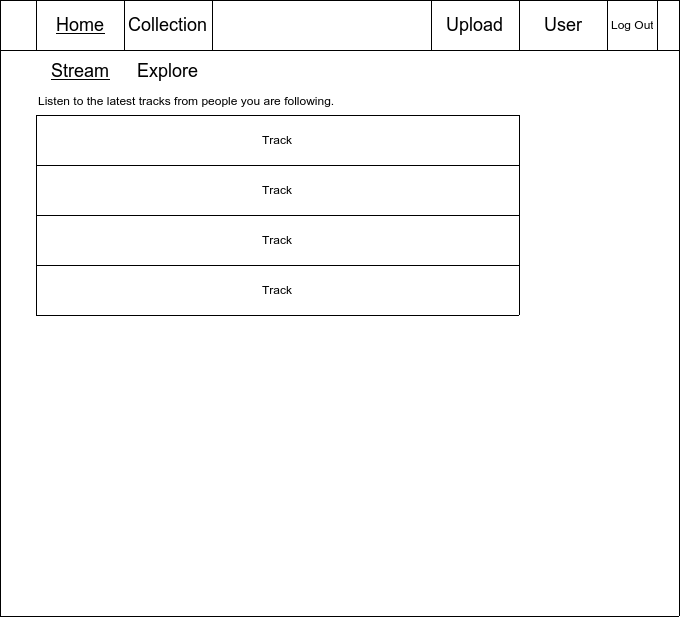 Home Collection Upload User Log Out
Stream Explore
Listen to the latest tracks from people you are following.
Track
Track
Track
Track